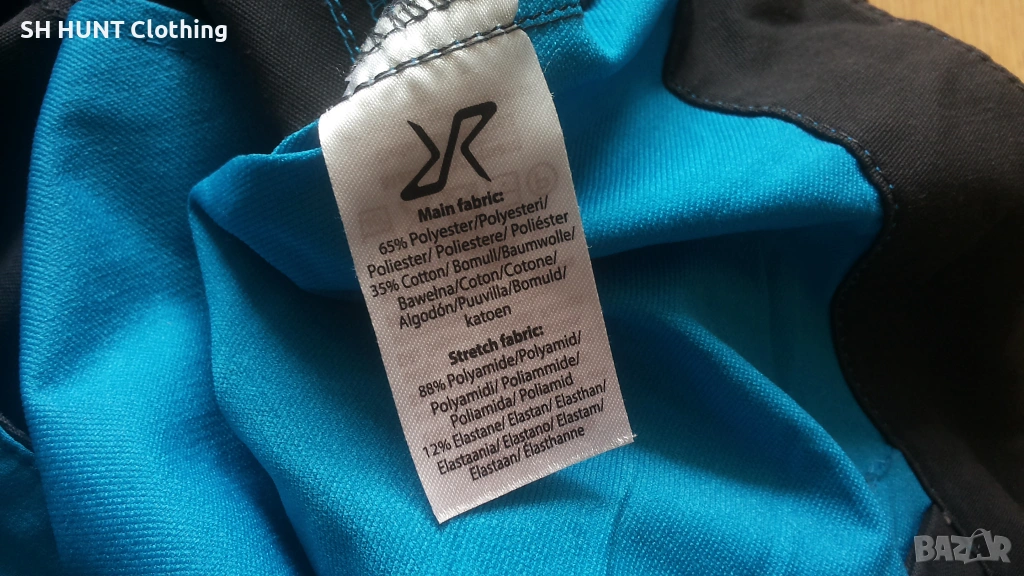 SH HUNT Clothing
Main fabric:
65% Polyester/Polyesteri/
Poliester/ Poliestere/ Poliéster
35% Cotton/ Bomull/Baumwolle/
Bawełna/Coton/Cotone/
Algodón/Puuvilla/Bomuld/
katoen
Stretch fabric:
88% Polyamide/Polyamid/
Polyamidi/ Poliammide/
Poliamida/ Poliamid
12% Elastane/ Elastan/ Elasthan/
Elastaania/ Elastano/ Elastam/
Elastaan/ Elasthanne
BAZAR